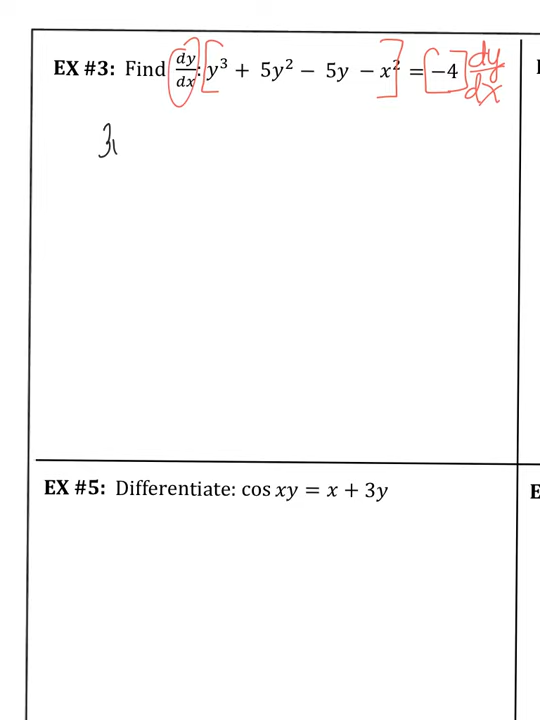 EX #3: Find dy/dx: [y³ + 5y² − 5y − x²] = [−4] dy/dx
3
EX #5: Differentiate: cos xy = x + 3y